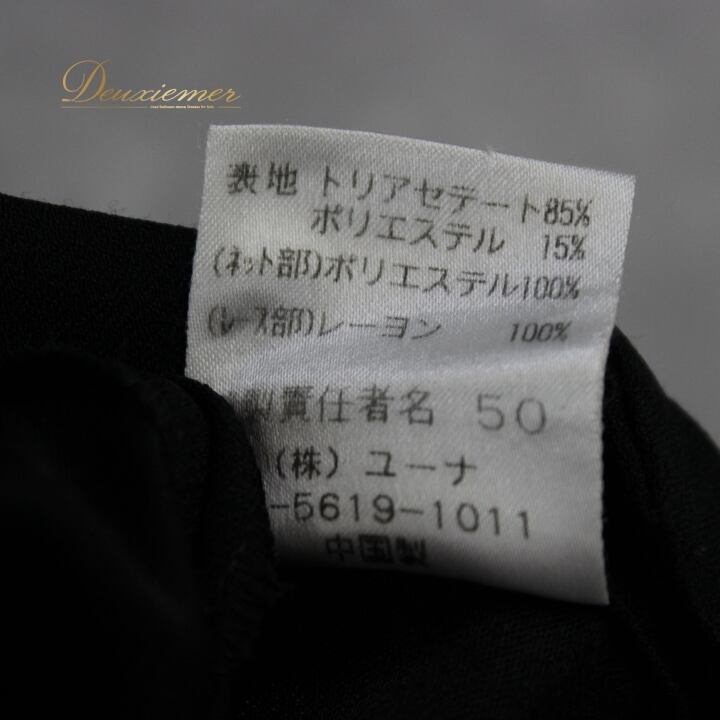 Deuxiemer
表地 トリアセテート85%
ポリエステル 15%
(ネット部)ポリエステル100%
(レース部)レーヨン 100%
製責任者名 50
(株) ユーナ
-5619-1011
中国製